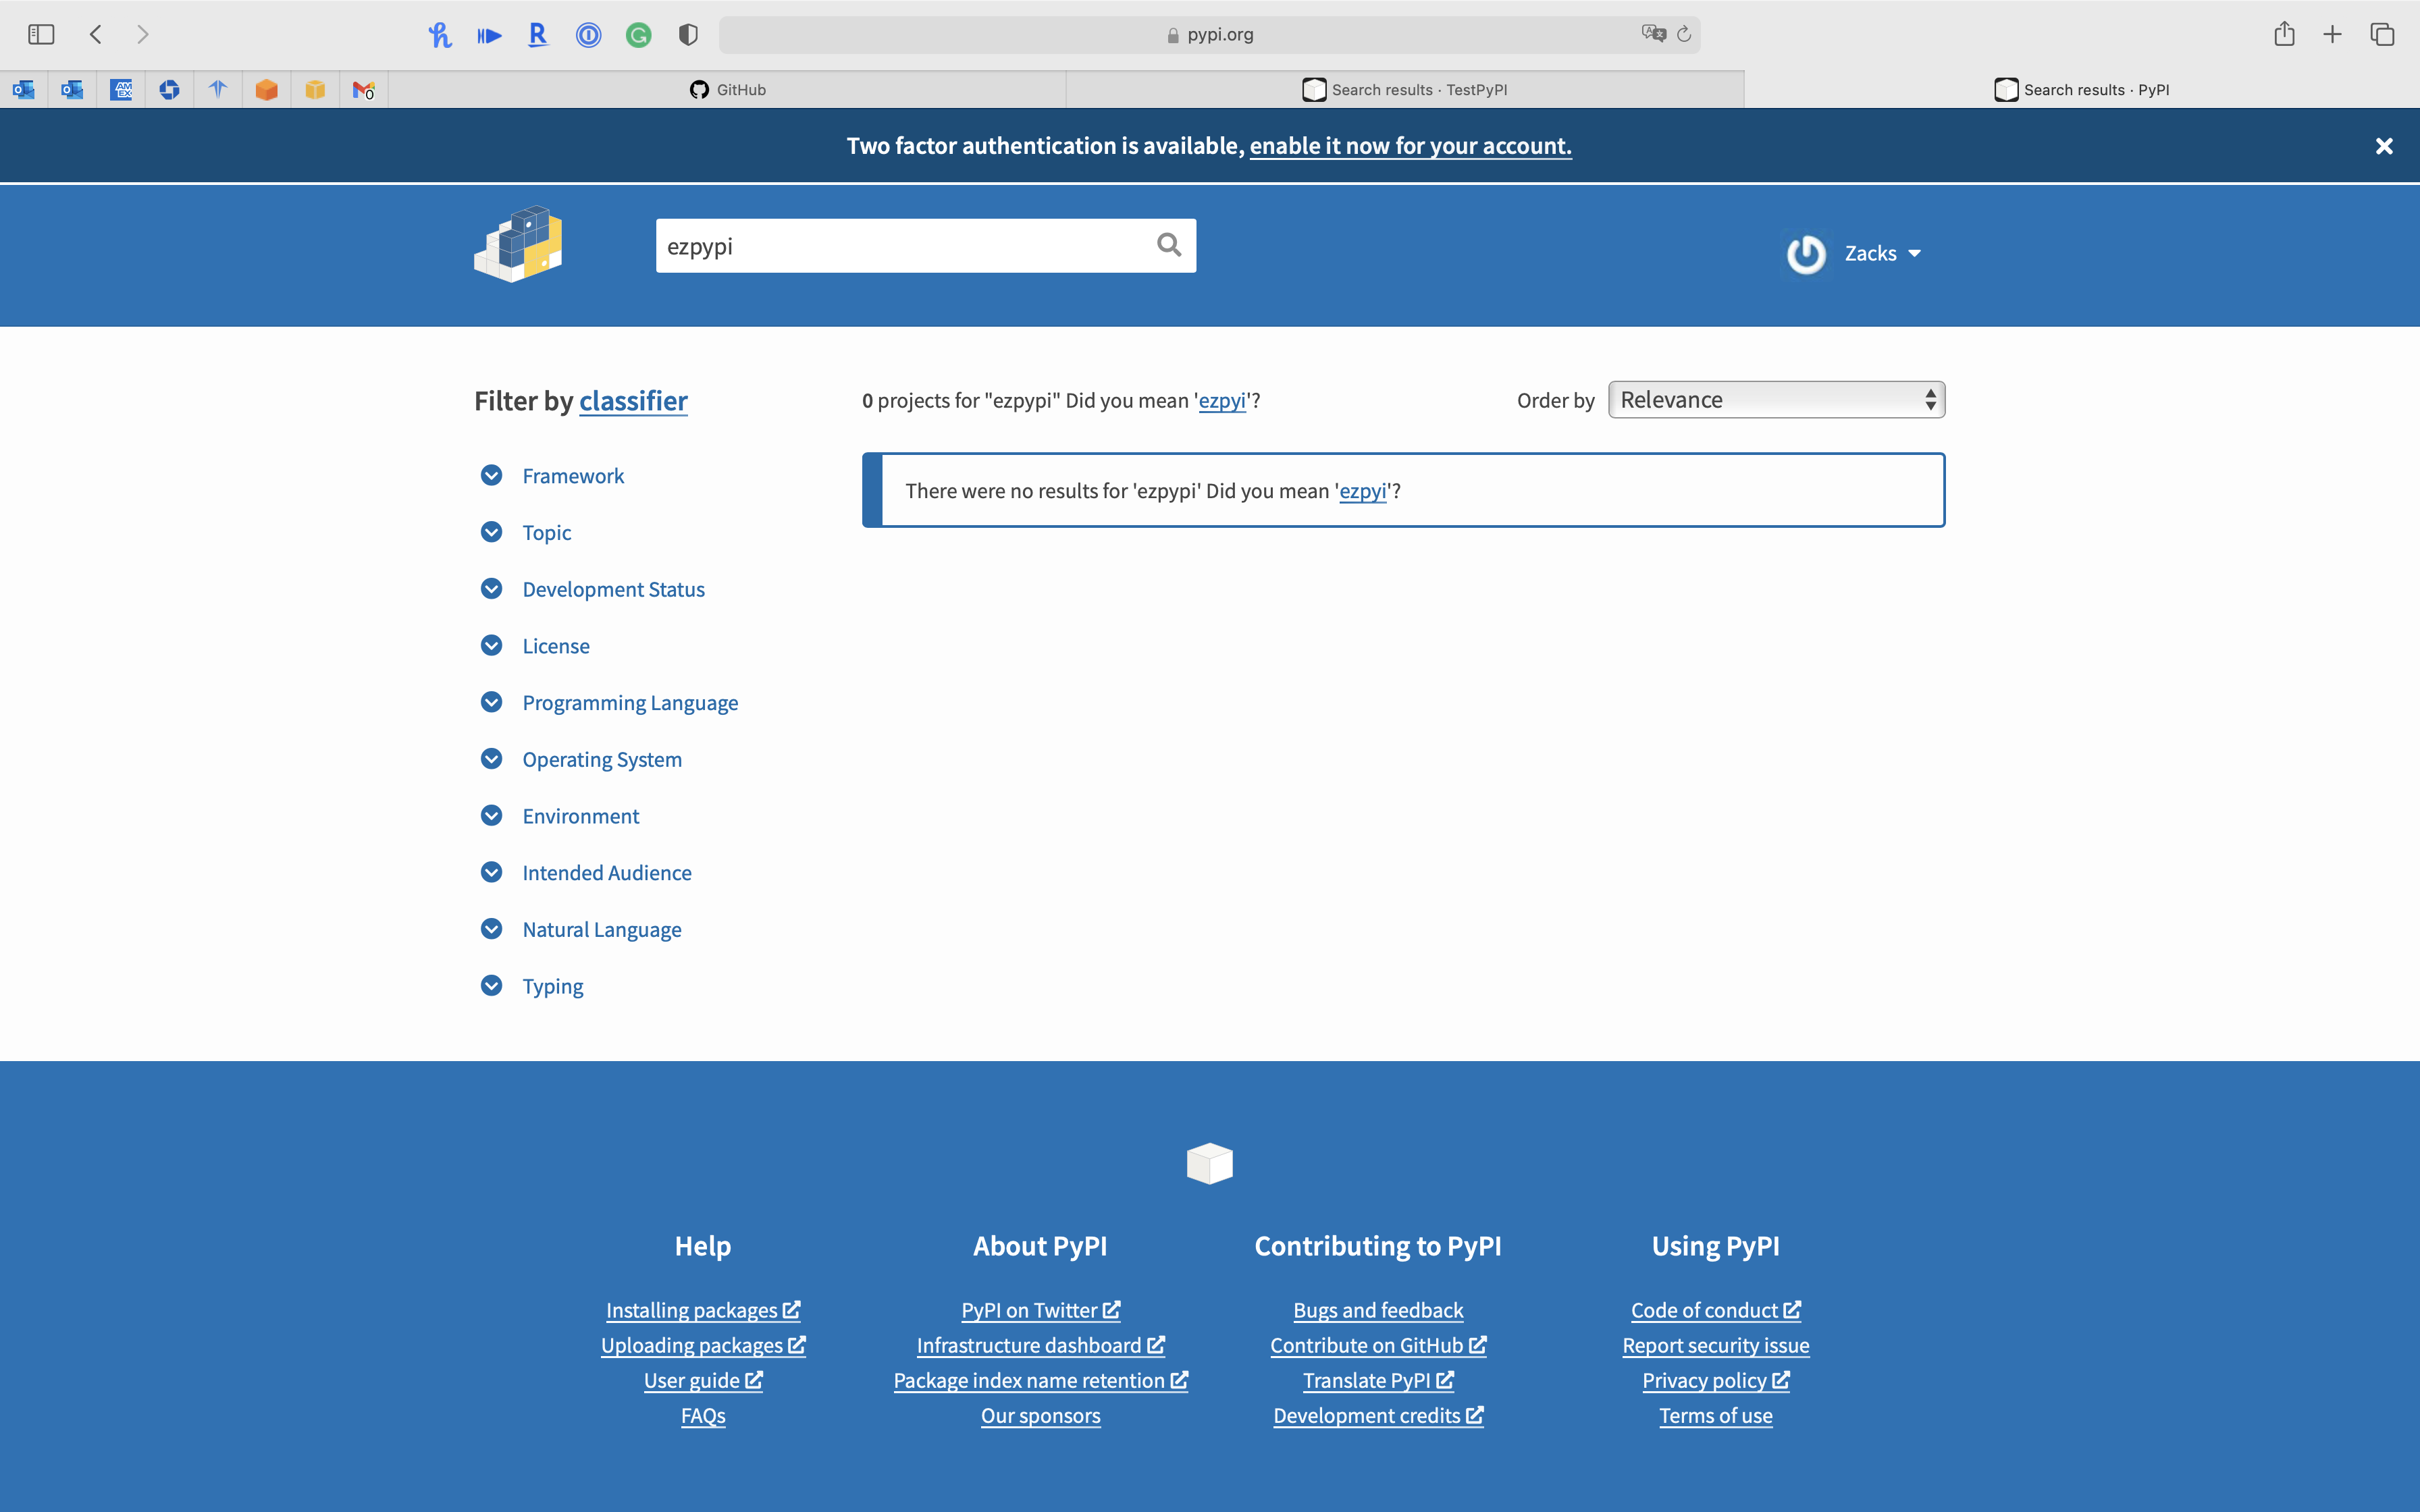 pypi.org
GitHub
Search results · TestPyPI
Search results · PyPI
Two factor authentication is available, enable it now for your account.
ezpypi
Zacks
Filter by classifier
0 projects for "ezpypi" Did you mean 'ezpyi'?
Order by
Relevance
There were no results for 'ezpypi' Did you mean 'ezpyi'?
Framework
Topic
Development Status
License
Programming Language
Operating System
Environment
Intended Audience
Natural Language
Typing
Help
Installing packages
Uploading packages
User guide
FAQs
About PyPI
PyPI on Twitter
Infrastructure dashboard
Package index name retention
Our sponsors
Contributing to PyPI
Bugs and feedback
Contribute on GitHub
Translate PyPI
Development credits
Using PyPI
Code of conduct
Report security issue
Privacy policy
Terms of use